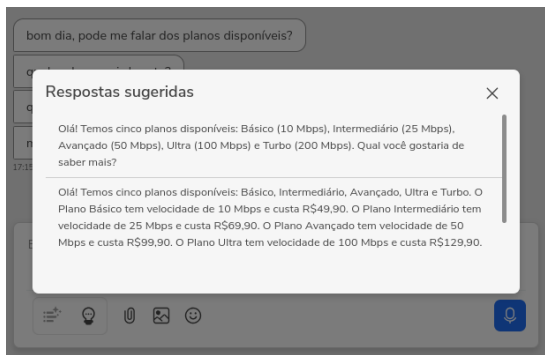 bom dia, pode me falar dos planos disponíveis?
Respostas sugeridas
Olá! Temos cinco planos disponíveis: Básico (10 Mbps), Intermediário (25 Mbps),
Avançado (50 Mbps), Ultra (100 Mbps) e Turbo (200 Mbps). Qual você gostaria de
saber mais?
Olá! Temos cinco planos disponíveis: Básico, Intermediário, Avançado, Ultra e Turbo. O
Plano Básico tem velocidade de 10 Mbps e custa R$49,90. O Plano Intermediário tem
velocidade de 25 Mbps e custa R$69,90. O Plano Avançado tem velocidade de 50
Mbps e custa R$99,90. O Plano Ultra tem velocidade de 100 Mbps e custa R$129,90.